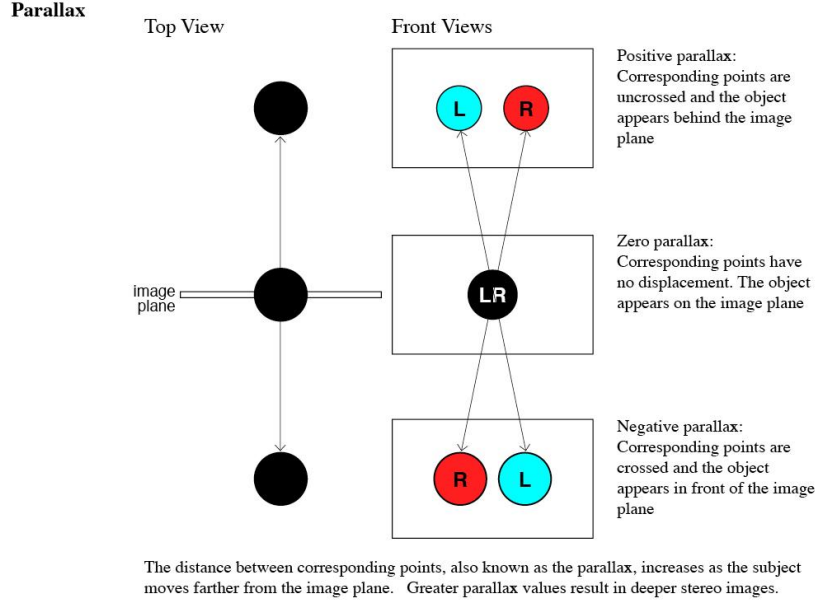 Parallax
Top View
Front Views
L R
Positive parallax:
Corresponding points are
uncrossed and the object
appears behind the image
plane
image
plane
LR
Zero parallax:
Corresponding points have
no displacement. The object
appears on the image plane
R L
Negative parallax:
Corresponding points are
crossed and the object
appears in front of the image
plane
The distance between corresponding points, also known as the parallax, increases as the subject
moves farther from the image plane. Greater parallax values result in deeper stereo images.